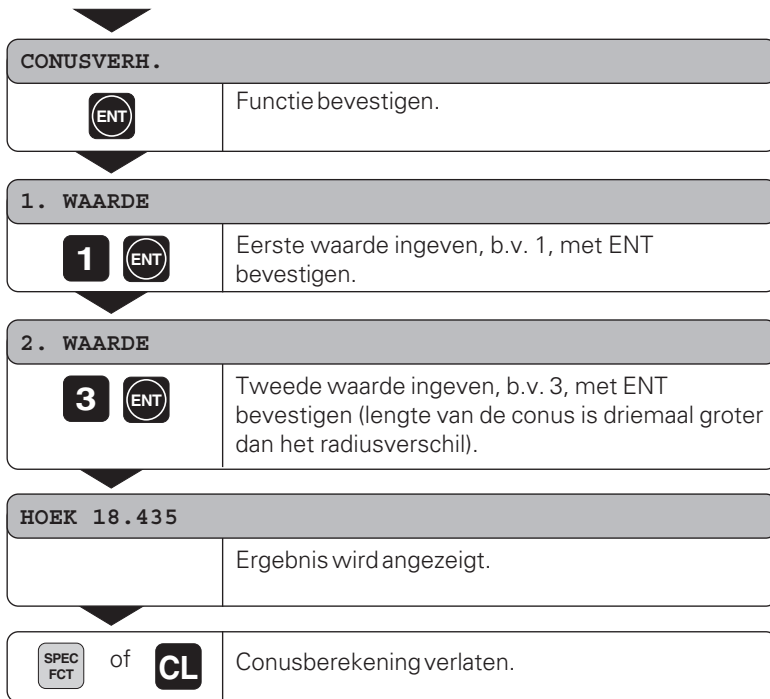 CONUSVERH.
ENT
Functie bevestigen.
1. WAARDE
1 ENT
Eerste waarde ingeven, b.v. 1, met ENT
bevestigen.
2. WAARDE
3 ENT
Tweede waarde ingeven, b.v. 3, met ENT
bevestigen (lengte van de conus is driemaal groter
dan het radiusverschil).
HOEK 18.435
Ergebnis wird angezeigt.
SPEC
FCT
of CL
Conusberekening verlaten.